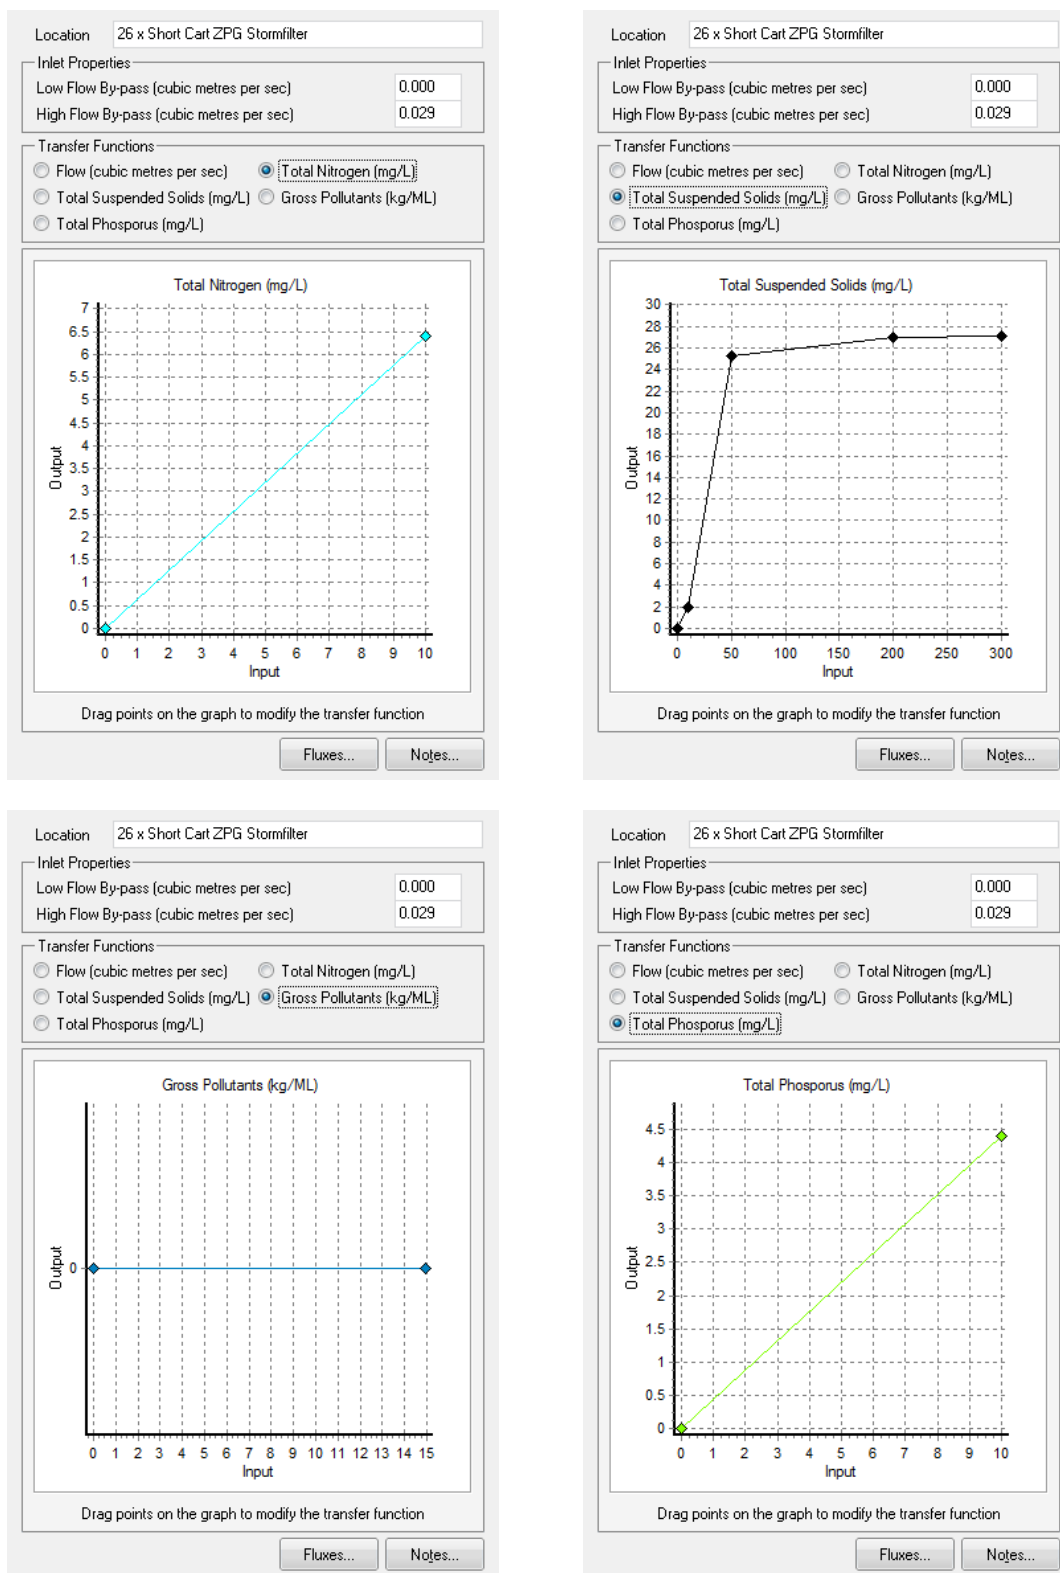 Location 26 x Short Cart ZPG Stormfilter
Inlet Properties
Low Flow By-pass (cubic metres per sec) 0.000
High Flow By-pass (cubic metres per sec) 0.029
Transfer Functions
Flow (cubic metres per sec) Total Nitrogen (mg/L)
Total Suspended Solids (mg/L) Gross Pollutants (kg/ML)
Total Phosporus (mg/L)
Total Nitrogen (mg/L)
7
6.5
6
5.5
5
4.5
4
3.5
3
2.5
2
1.5
1
0.5
0
Output
0 1 2 3 4 5 6 7 8 9 10
Input
Drag points on the graph to modify the transfer function
Fluxes... Notes...
Location 26 x Short Cart ZPG Stormfilter
Inlet Properties
Low Flow By-pass (cubic metres per sec) 0.000
High Flow By-pass (cubic metres per sec) 0.029
Transfer Functions
Flow (cubic metres per sec) Total Nitrogen (mg/L)
Total Suspended Solids (mg/L) Gross Pollutants (kg/ML)
Total Phosporus (mg/L)
Total Suspended Solids (mg/L)
30
28
26
24
22
20
18
16
14
12
10
8
6
4
2
0
Output
0 50 100 150 200 250 300
Input
Drag points on the graph to modify the transfer function
Fluxes... Notes...
Location 26 x Short Cart ZPG Stormfilter
Inlet Properties
Low Flow By-pass (cubic metres per sec) 0.000
High Flow By-pass (cubic metres per sec) 0.029
Transfer Functions
Flow (cubic metres per sec) Total Nitrogen (mg/L)
Total Suspended Solids (mg/L) Gross Pollutants (kg/ML)
Total Phosporus (mg/L)
Gross Pollutants (kg/ML)
0
Output
0 1 2 3 4 5 6 7 8 9 10 11 12 13 14 15
Input
Drag points on the graph to modify the transfer function
Fluxes... Notes...
Location 26 x Short Cart ZPG Stormfilter
Inlet Properties
Low Flow By-pass (cubic metres per sec) 0.000
High Flow By-pass (cubic metres per sec) 0.029
Transfer Functions
Flow (cubic metres per sec) Total Nitrogen (mg/L)
Total Suspended Solids (mg/L) Gross Pollutants (kg/ML)
Total Phosporus (mg/L)
Total Phosporus (mg/L)
4.5
4
3.5
3
2.5
2
1.5
1
0.5
0
Output
0 1 2 3 4 5 6 7 8 9 10
Input
Drag points on the graph to modify the transfer function
Fluxes... Notes...